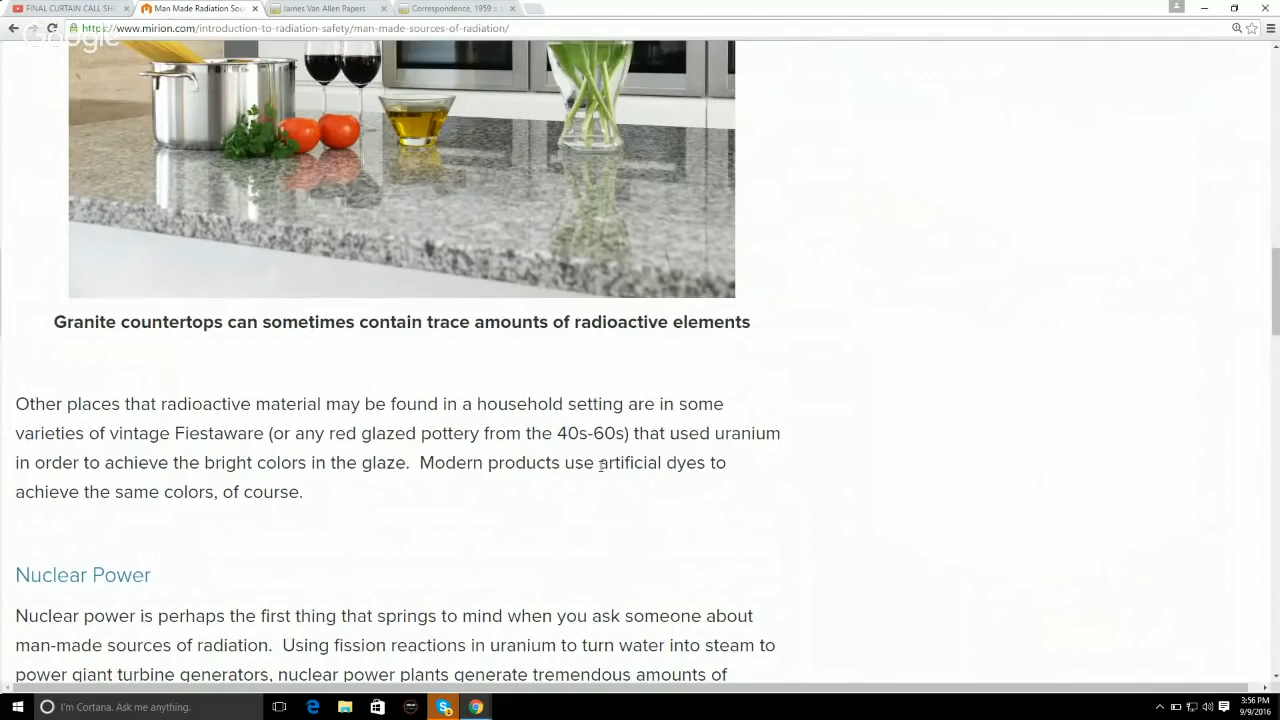 FINAL CURTAIN CALL SH
Man Made Radiation Sou
James Van Allen Papers
Correspondence, 1959 ::
https://www.mirion.com/introduction-to-radiation-safety/man-made-sources-of-radiation/
Google
Granite countertops can sometimes contain trace amounts of radioactive elements
Other places that radioactive material may be found in a household setting are in some
varieties of vintage Fiestaware (or any red glazed pottery from the 40s-60s) that used uranium
in order to achieve the bright colors in the glaze.  Modern products use artificial dyes to
achieve the same colors, of course.
Nuclear Power
Nuclear power is perhaps the first thing that springs to mind when you ask someone about
man-made sources of radiation.  Using fission reactions in uranium to turn water into steam to
power giant turbine generators, nuclear power plants generate tremendous amounts of
I'm Cortana. Ask me anything.
3:56 PM
9/9/2016